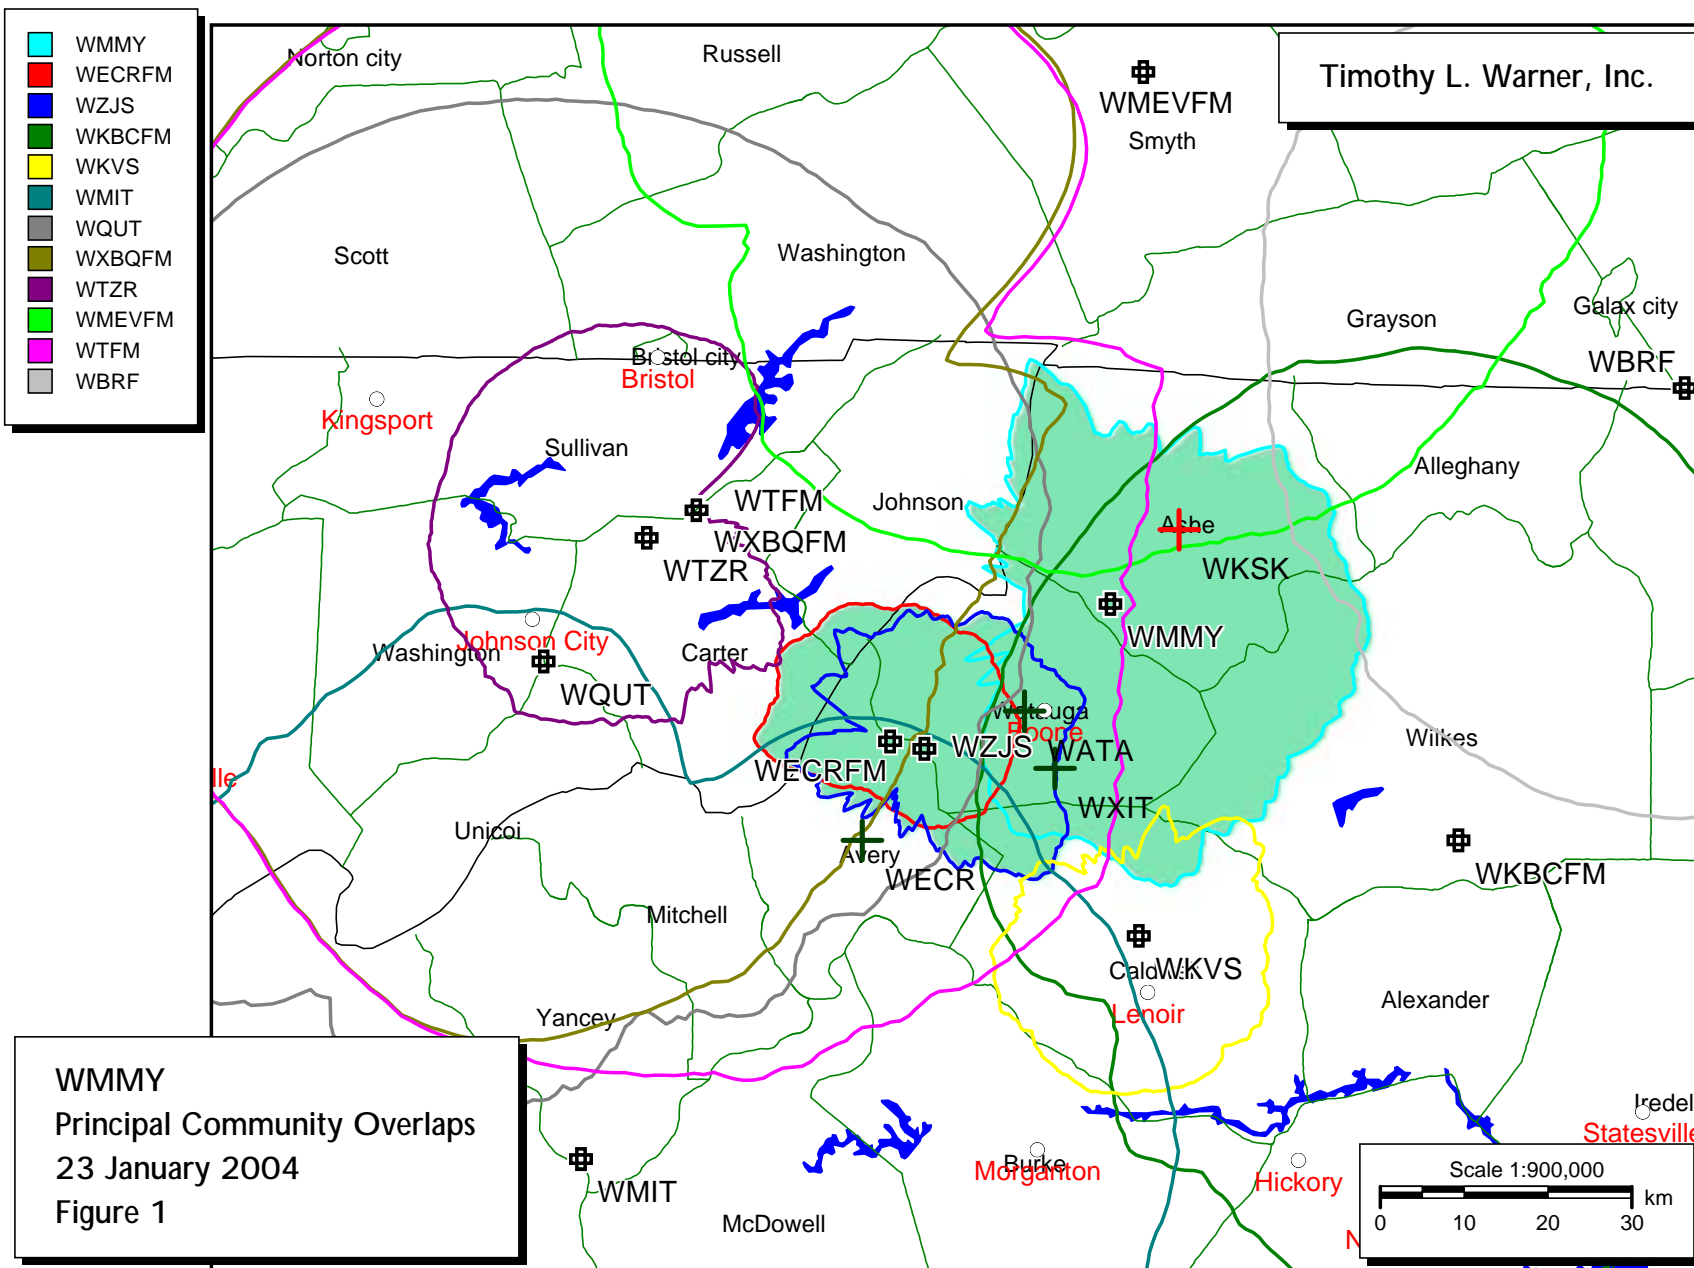 WMMY
WECRFM
WZJS
WKBCFM
WKVS
WMIT
WQUT
WXBQFM
WTZR
WMEVFM
WTFM
WBRF
Timothy L. Warner, Inc.
Norton city
Russell
WMEVFM
Smyth
Scott
Washington
Galax city
Grayson
WBRF
Bristol city
Bristol
Kingsport
Sullivan
Alleghany
WTFM
Johnson
WXBQFM
Ashe
WTZR
WKSK
Johnson City
Washington
Carter
WMMY
WQUT
Watauga
Boone
WZJS
WATA
Wilkes
WECRFM
lle
WXIT
Unicoi
Avery
WECR
WKBCFM
Mitchell
Caldwell
WKVS
Alexander
Lenoir
Yancey
WMMY
Principal Community Overlaps
23 January 2004
Figure 1
Iredel
Statesville
Burke
Morganton
Hickory
WMIT
McDowell
N
Scale 1:900,000
km
0 10 20 30